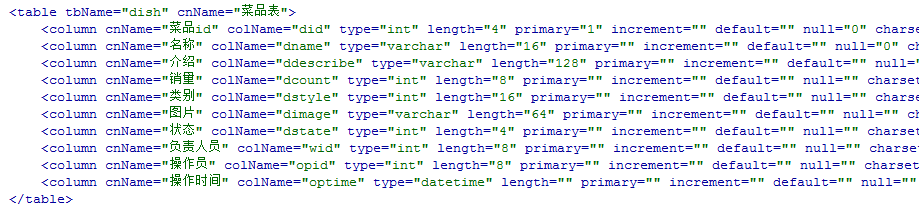 <table tbName="dish" cnName="菜品表">
<column cnName="菜品id" colName="did" type="int" length="4" primary="1" increment="" default="" null="0" charse
<column cnName="名称" colName="dname" type="varchar" length="16" primary="" increment="" default="" null="0" ch
<column cnName="介绍" colName="ddescribe" type="varchar" length="128" primary="" increment="" default="" null="
<column cnName="销量" colName="dcount" type="int" length="8" primary="" increment="" default="" null="" charset
<column cnName="类别" colName="dstyle" type="int" length="16" primary="" increment="" default="" null="" charse
<column cnName="图片" colName="dimage" type="varchar" length="64" primary="" increment="" default="" null="" ch
<column cnName="状态" colName="dstate" type="int" length="4" primary="" increment="" default="" null="" charset
<column cnName="负责人员" colName="wid" type="int" length="8" primary="" increment="" default="" null="" charset
<column cnName="操作员" colName="opid" type="int" length="8" primary="" increment="" default="" null="" charset
<column cnName="操作时间" colName="optime" type="datetime" length="" primary="" increment="" default="" null=""
</table>